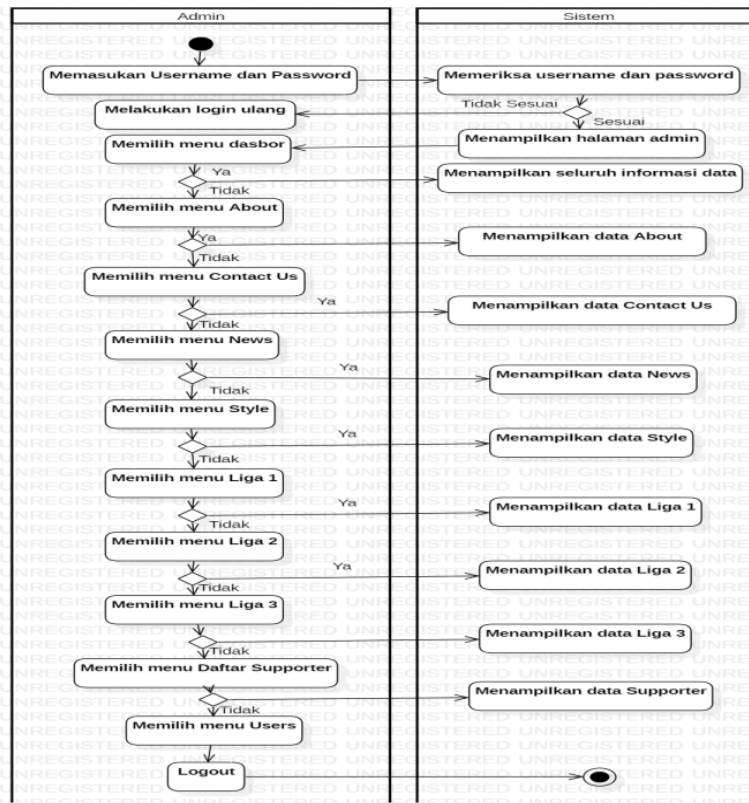 Admin
Sistem
Memasukan Username dan Password
Memeriksa username dan password
Tidak Sesuai
Melakukan login ulang
Sesuai
Menampilkan halaman admin
Memilih menu dasbor
Ya
Menampilkan seluruh informasi data
Tidak
Memilih menu About
Ya
Menampilkan data About
Tidak
Memilih menu Contact Us
Ya
Menampilkan data Contact Us
Tidak
Memilih menu News
Ya
Menampilkan data News
Tidak
Memilih menu Style
Ya
Menampilkan data Style
Tidak
Memilih menu Liga 1
Ya
Menampilkan data Liga 1
Tidak
Memilih menu Liga 2
Ya
Menampilkan data Liga 2
Tidak
Memilih menu Liga 3
Menampilkan data Liga 3
Tidak
Memilih menu Daftar Supporter
Menampilkan data Supporter
Tidak
Memilih menu Users
Logout
UNREGISTERED